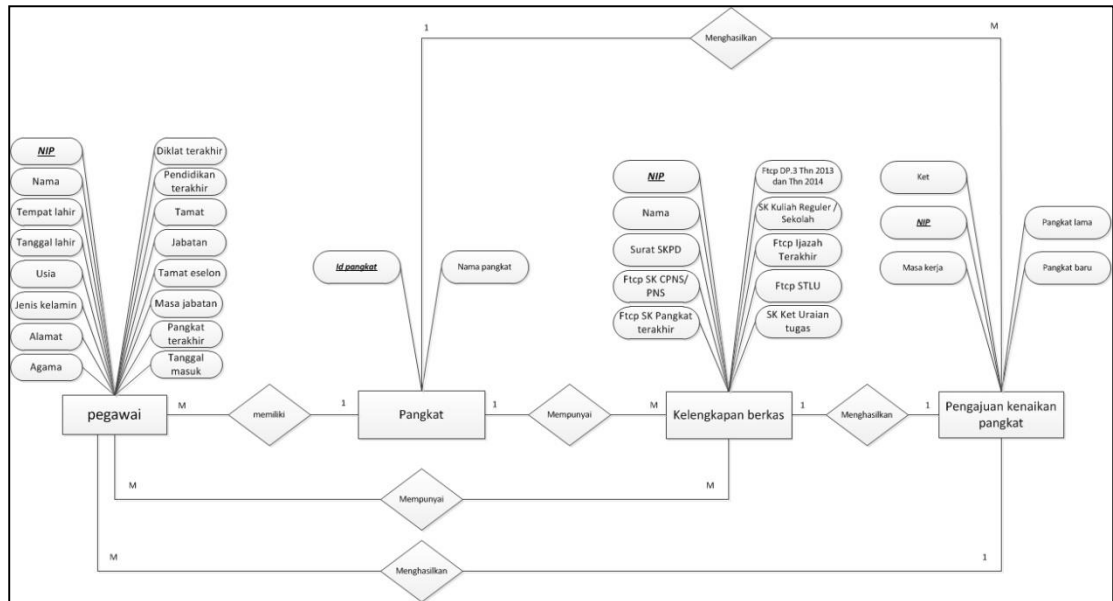 1
Menghasilkan
M
NIP
Nama
Tempat lahir
Tanggal lahir
Usia
Jenis kelamin
Alamat
Agama
Diklat terakhir
Pendidikan
terakhir
Tamat
Jabatan
Tamat eselon
Masa jabatan
Pangkat
terakhir
Tanggal
masuk
Id pangkat
Nama pangkat
NIP
Nama
Surat SKPD
Ftcp SK CPNS/
PNS
Ftcp SK Pangkat
terakhir
Ftcp DP.3 Thn 2013
dan Thn 2014
SK Kuliah Reguler /
Sekolah
Ftcp Ijazah
Terakhir
Ftcp STLU
SK Ket Uraian
tugas
Ket
NIP
Masa kerja
Pangkat lama
Pangkat baru
pegawai
M
memiliki
1
Pangkat
1
Mempunyai
M
Kelengkapan berkas
1
Menghasilkan
1
Pengajuan kenaikan
pangkat
M
Mempunyai
M
M
Menghasilkan
1